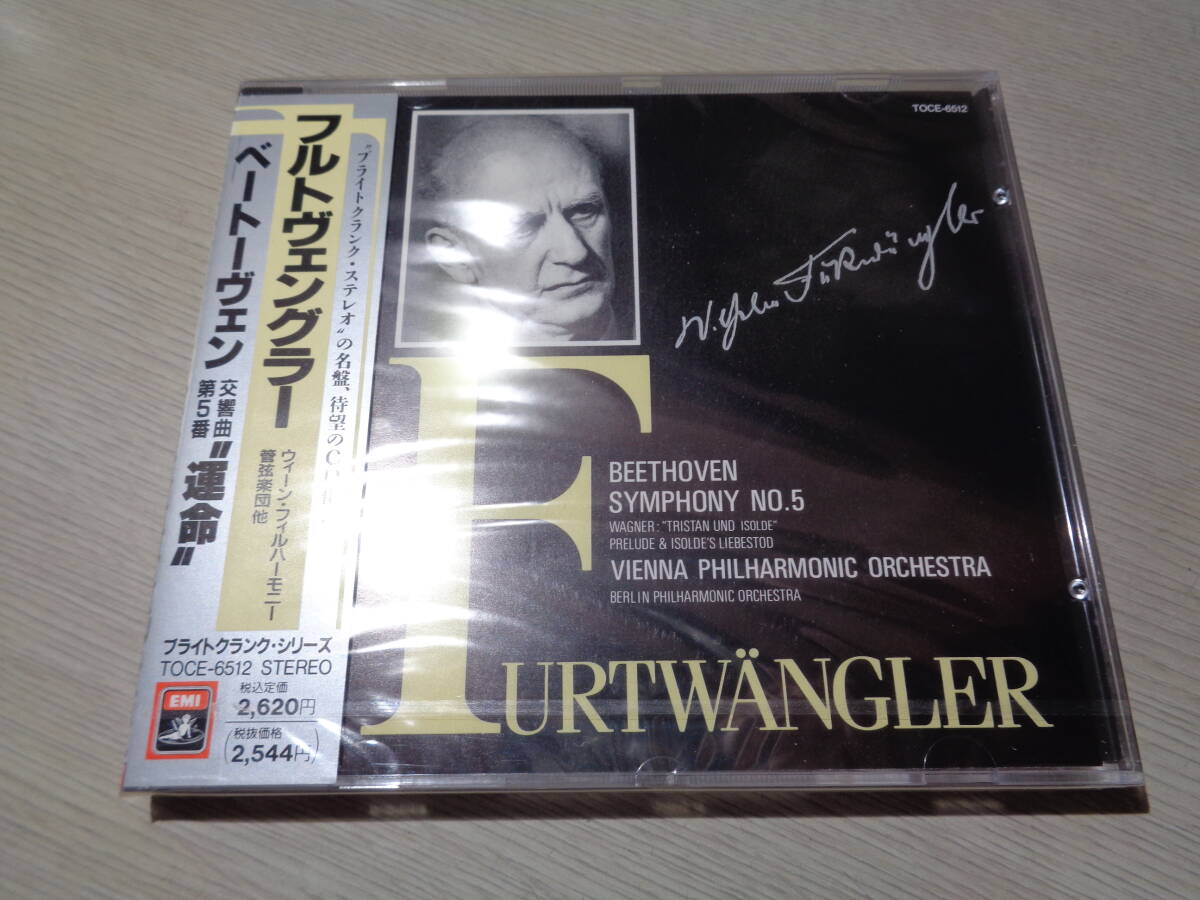 フルトヴェングラー
ベートーヴェン
交響曲
第5番
"運命"
"ブライトクランク・ステレオ"の名盤、待望のC
ウィーン・フィルハーモニー
管弦楽団他
ブライトクランク・シリーズ
TOCE-6512 STEREO
EMI
税込定価
2,620円
(税抜価格
2,544円)
TOCE-6512
Wilhelm Furtwängler
BEETHOVEN
SYMPHONY NO.5
WAGNER: "TRISTAN UND ISOLDE"
PRELUDE & ISOLDE'S LIEBESTOD
VIENNA PHILHARMONIC ORCHESTRA
BERLIN PHILHARMONIC ORCHESTRA
FURTWÄNGLER